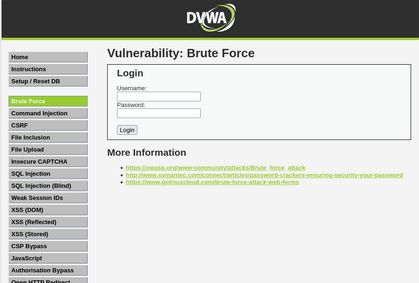 DVWA
Home
Instructions
Setup / Reset DB
Brute Force
Command Injection
CSRF
File Inclusion
File Upload
Insecure CAPTCHA
SQL Injection
SQL Injection (Blind)
Weak Session IDs
XSS (DOM)
XSS (Reflected)
XSS (Stored)
CSP Bypass
JavaScript
Authorisation Bypass
Open HTTP Redirect
Vulnerability: Brute Force
Login
Username:
Password:
Login
More Information
https://owasp.org/www-community/attacks/Brute_force_attack
http://www.symantec.com/connect/articles/password-crackers-ensuring-security-your-password
https://www.golinuxcloud.com/brute-force-attack-web-forms